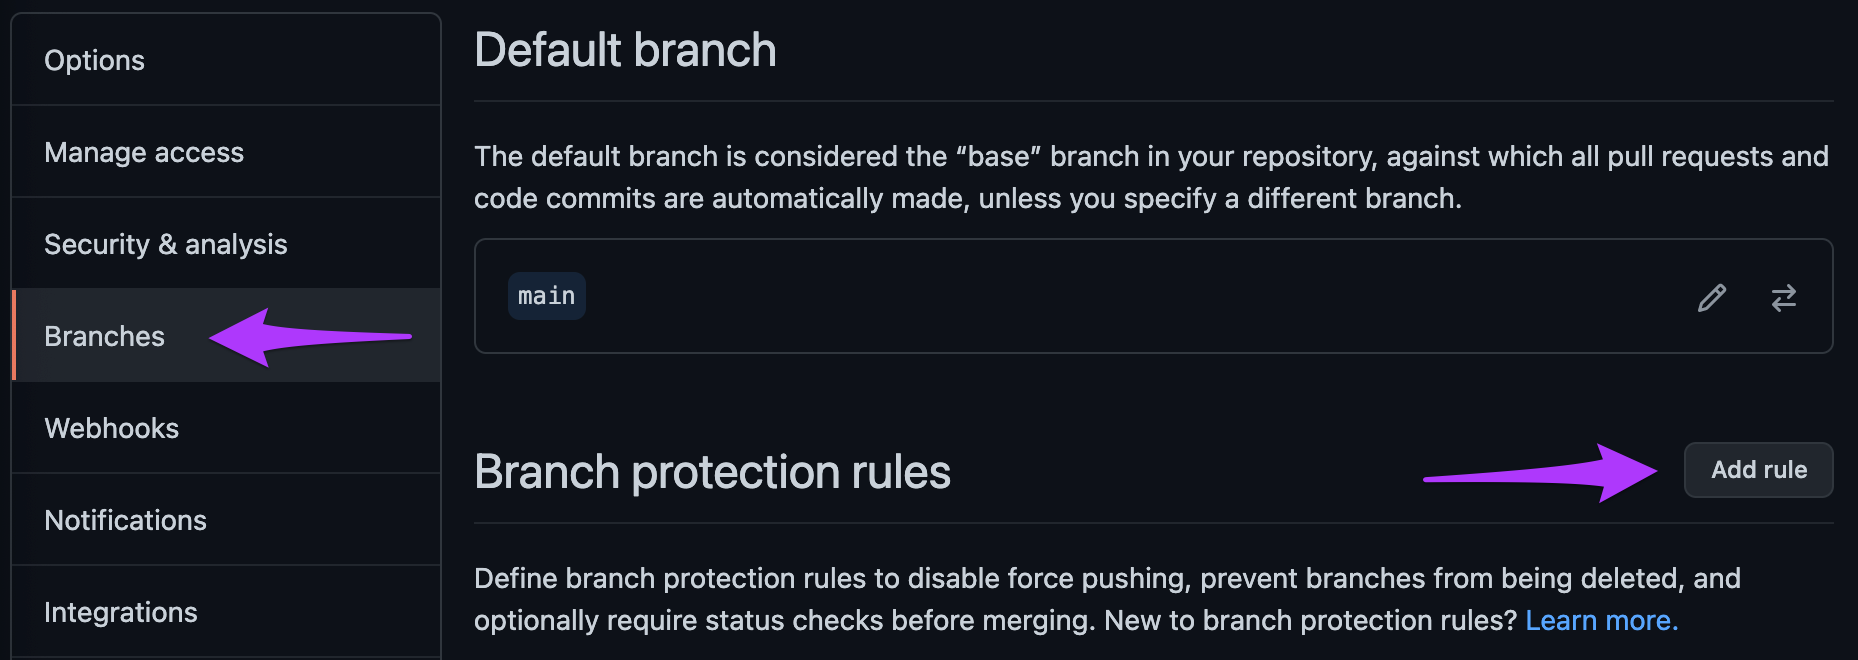 Options
Manage access
Security & analysis
Branches
Webhooks
Notifications
Integrations
Default branch
The default branch is considered the “base” branch in your repository, against which all pull requests and
code commits are automatically made, unless you specify a different branch.
main
Branch protection rules
Add rule
Define branch protection rules to disable force pushing, prevent branches from being deleted, and
optionally require status checks before merging. New to branch protection rules? Learn more.